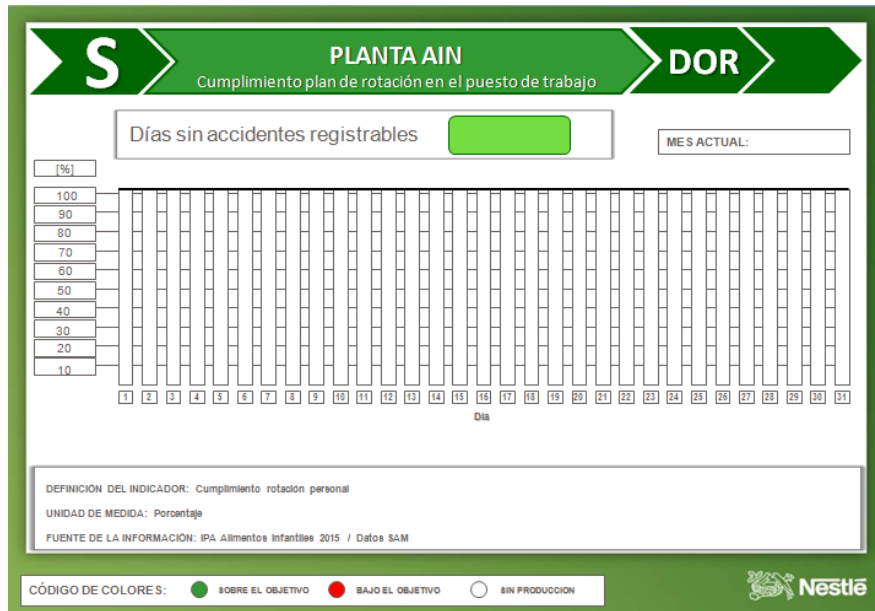 S
PLANTA AIN
Cumplimiento plan de rotación en el puesto de trabajo
DOR
Días sin accidentes registrables
MES ACTUAL:
[%]
100
90
80
70
60
50
40
30
20
10
1 2 3 4 5 6 7 8 9 10 11 12 13 14 15 16 17 18 19 20 21 22 23 24 25 26 27 28 29 30 31
Día
DEFINICIÓN DEL INDICADOR: Cumplimiento rotación personal
UNIDAD DE MEDIDA: Porcentaje
FUENTE DE LA INFORMACIÓN: IPA Alimentos Infantiles 2015 / Datos SAM
CÓDIGO DE COLORES: SOBRE EL OBJETIVO BAJO EL OBJETIVO SIN PRODUCCION
Nestlé